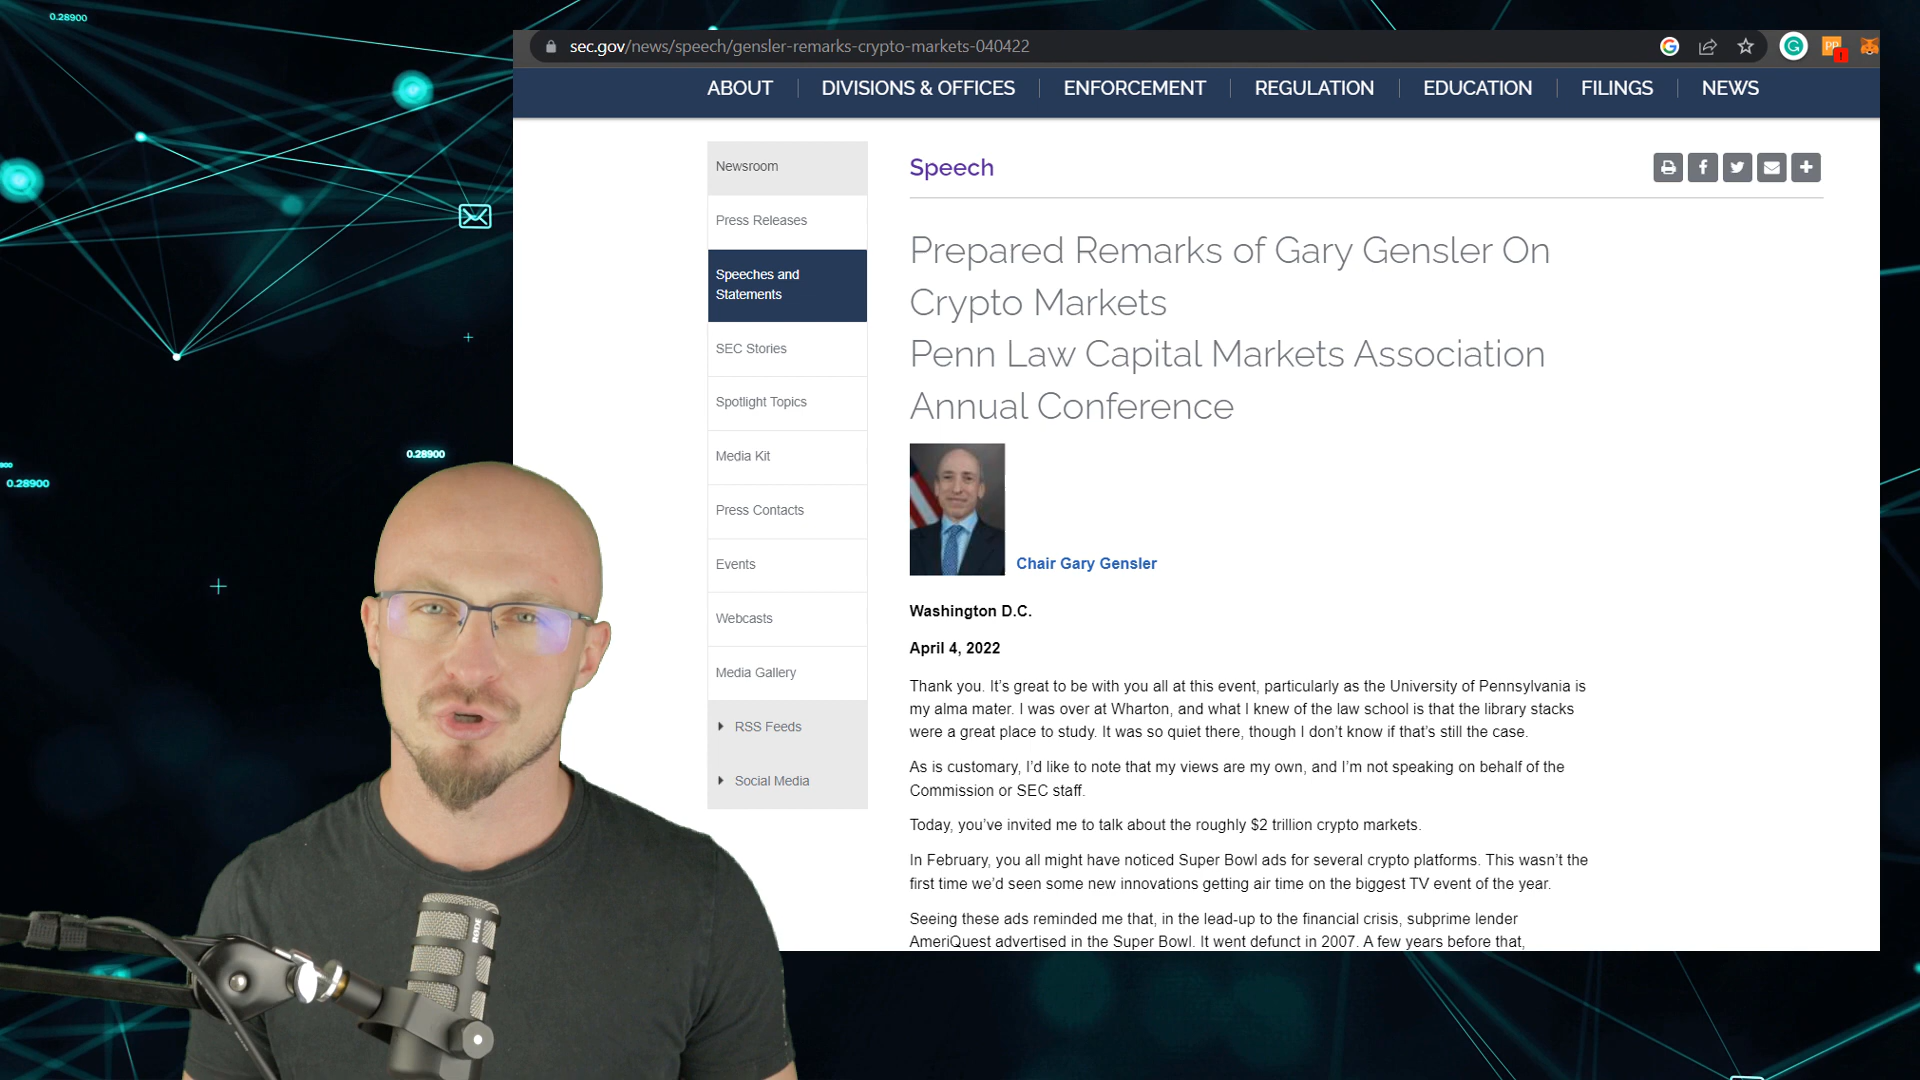 0.28900
sec.gov/news/speech/gensler-remarks-crypto-markets-040422
ABOUT
DIVISIONS & OFFICES
ENFORCEMENT
REGULATION
EDUCATION
FILINGS
NEWS
Newsroom
Press Releases
Speeches and
Statements
SEC Stories
Spotlight Topics
Media Kit
Press Contacts
Events
Webcasts
Media Gallery
RSS Feeds
Social Media
Speech
Prepared Remarks of Gary Gensler On
Crypto Markets
Penn Law Capital Markets Association
Annual Conference
Chair Gary Gensler
Washington D.C.
April 4, 2022
Thank you. It’s great to be with you all at this event, particularly as the University of Pennsylvania is
my alma mater. I was over at Wharton, and what I knew of the law school is that the library stacks
were a great place to study. It was so quiet there, though I don’t know if that’s still the case.
As is customary, I’d like to note that my views are my own, and I’m not speaking on behalf of the
Commission or SEC staff.
Today, you’ve invited me to talk about the roughly $2 trillion crypto markets.
In February, you all might have noticed Super Bowl ads for several crypto platforms. This wasn’t the
first time we’d seen some new innovations getting air time on the biggest TV event of the year.
Seeing these ads reminded me that, in the lead-up to the financial crisis, subprime lender
AmeriQuest advertised in the Super Bowl. It went defunct in 2007. A few years before that,
0.28900
0.28900
RØDE